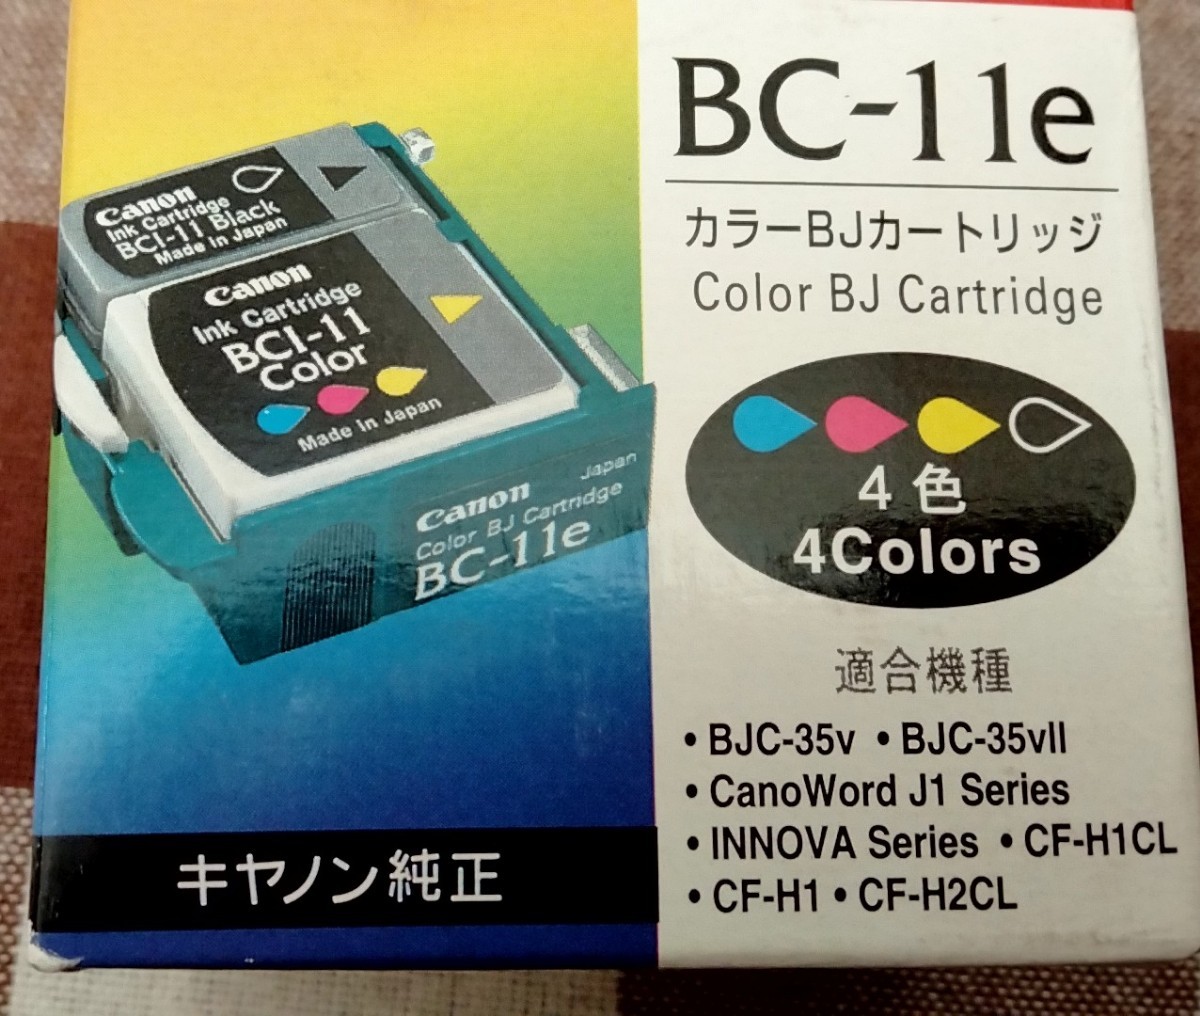 BC-11e
カラーBJカートリッジ
Color BJ Cartridge
4色
4Colors
適合機種
• BJC-35v • BJC-35vII
• CanoWord J1 Series
• INNOVA Series • CF-H1CL
• CF-H1 • CF-H2CL
Canon
Ink Cartridge
BCI-11 Black
Made in Japan
Canon
Ink Cartridge
BCI-11
Color
Made in Japan
Canon Japan
Color BJ Cartridge
BC-11e
キヤノン純正